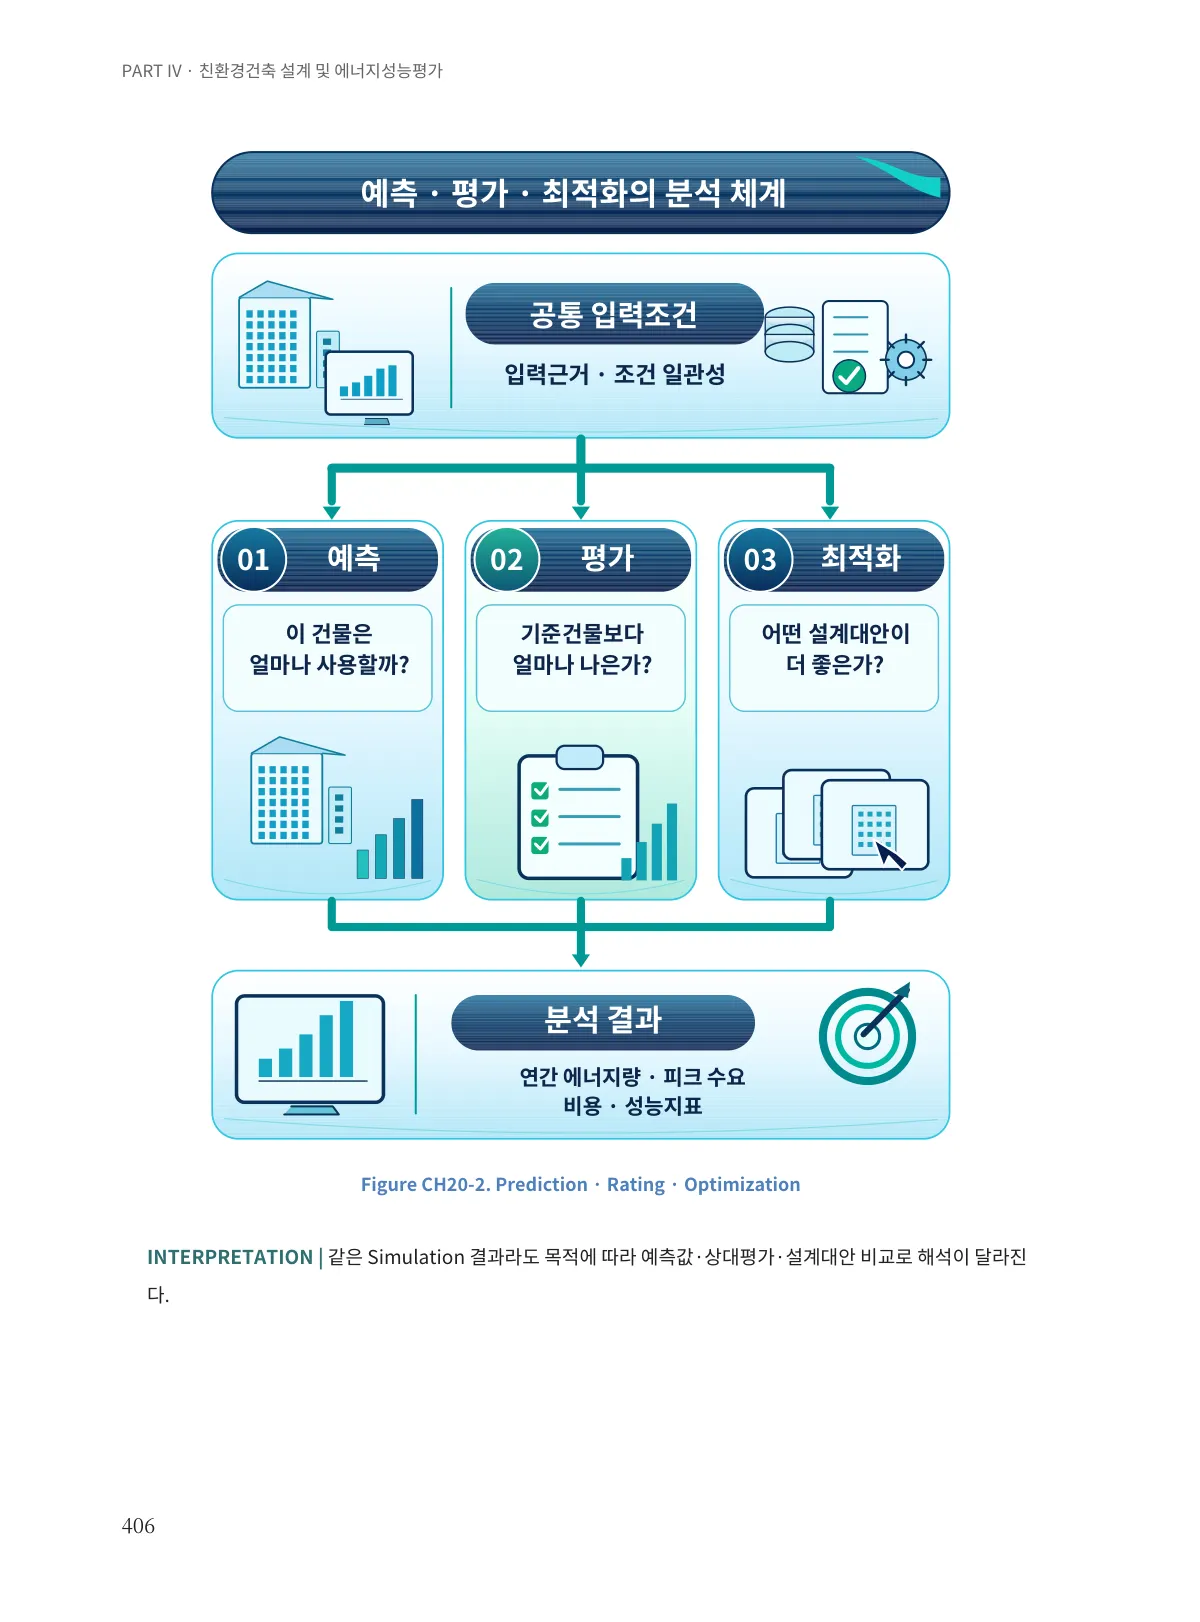 PART IV · 친환경건축 설계 및 에너지성능평가
예측 · 평가 · 최적화의 분석 체계
공통 입력조건
입력근거 · 조건 일관성
01 예측
이 건물은
얼마나 사용할까?
02 평가
기준건물보다
얼마나 나은가?
03 최적화
어떤 설계대안이
더 좋은가?
분석 결과
연간 에너지량 · 피크 수요
비용 · 성능지표
Figure CH20-2. Prediction · Rating · Optimization
INTERPRETATION | 같은 Simulation 결과라도 목적에 따라 예측값·상대평가·설계대안 비교로 해석이 달라진
다.
406